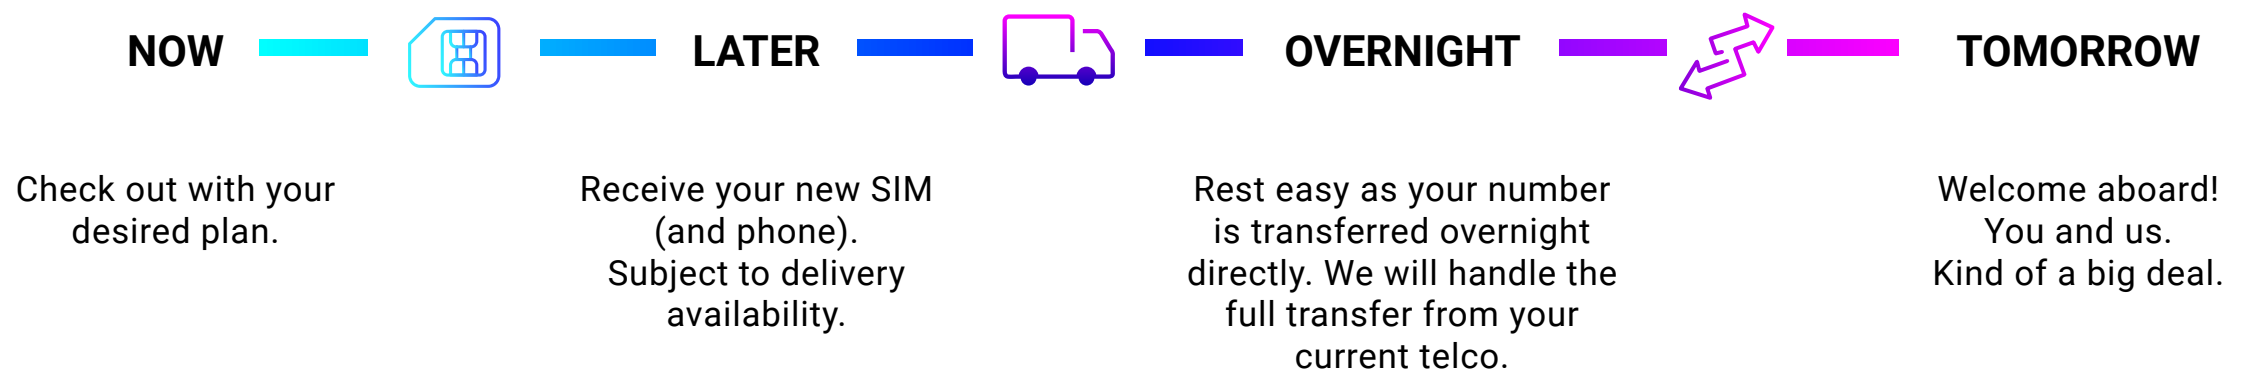 NOW
LATER
OVERNIGHT
TOMORROW
Check out with your
desired plan.
Receive your new SIM
(and phone).
Subject to delivery
availability.
Rest easy as your number
is transferred overnight
directly. We will handle the
full transfer from your
current telco.
Welcome aboard!
You and us.
Kind of a big deal.